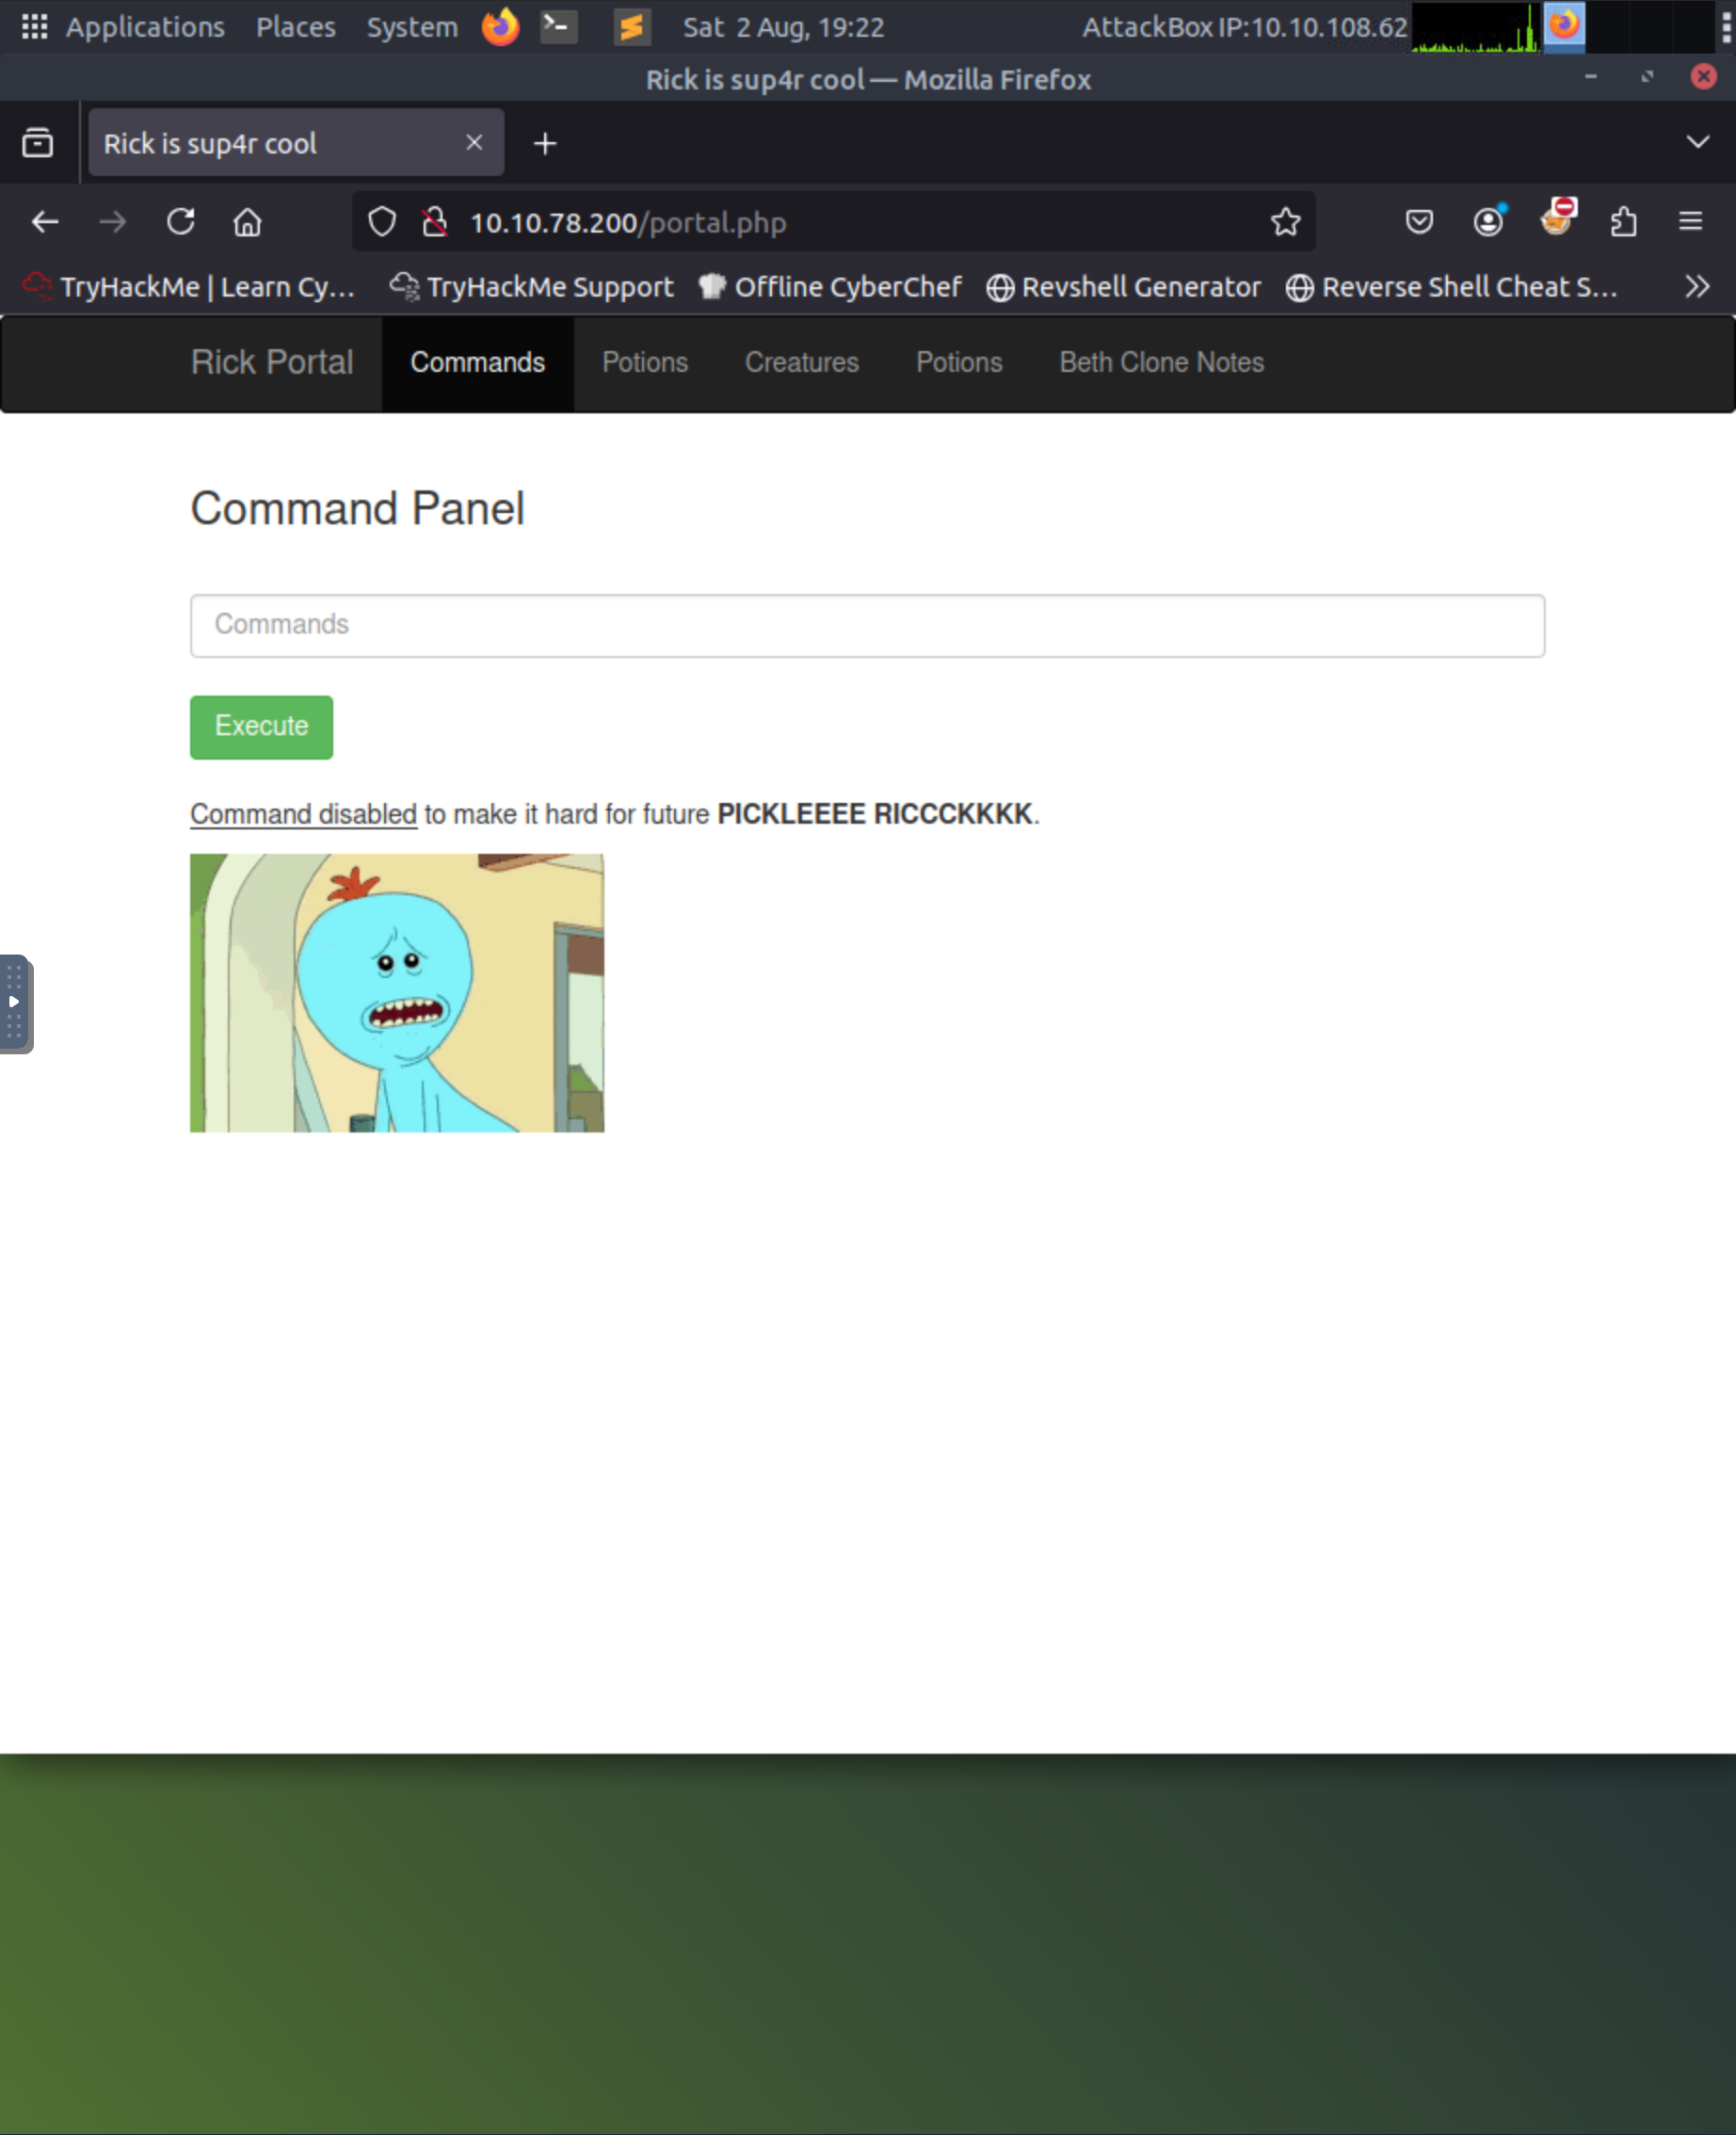 Applications Places System Sat 2 Aug, 19:22 AttackBox IP:10.10.108.62
Rick is sup4r cool — Mozilla Firefox
Rick is sup4r cool
10.10.78.200/portal.php
TryHackMe | Learn Cy… TryHackMe Support Offline CyberChef Revshell Generator Reverse Shell Cheat S…
Rick Portal Commands Potions Creatures Potions Beth Clone Notes
Command Panel
Commands
Execute
Command disabled to make it hard for future PICKLEEEE RICCCKKKK.